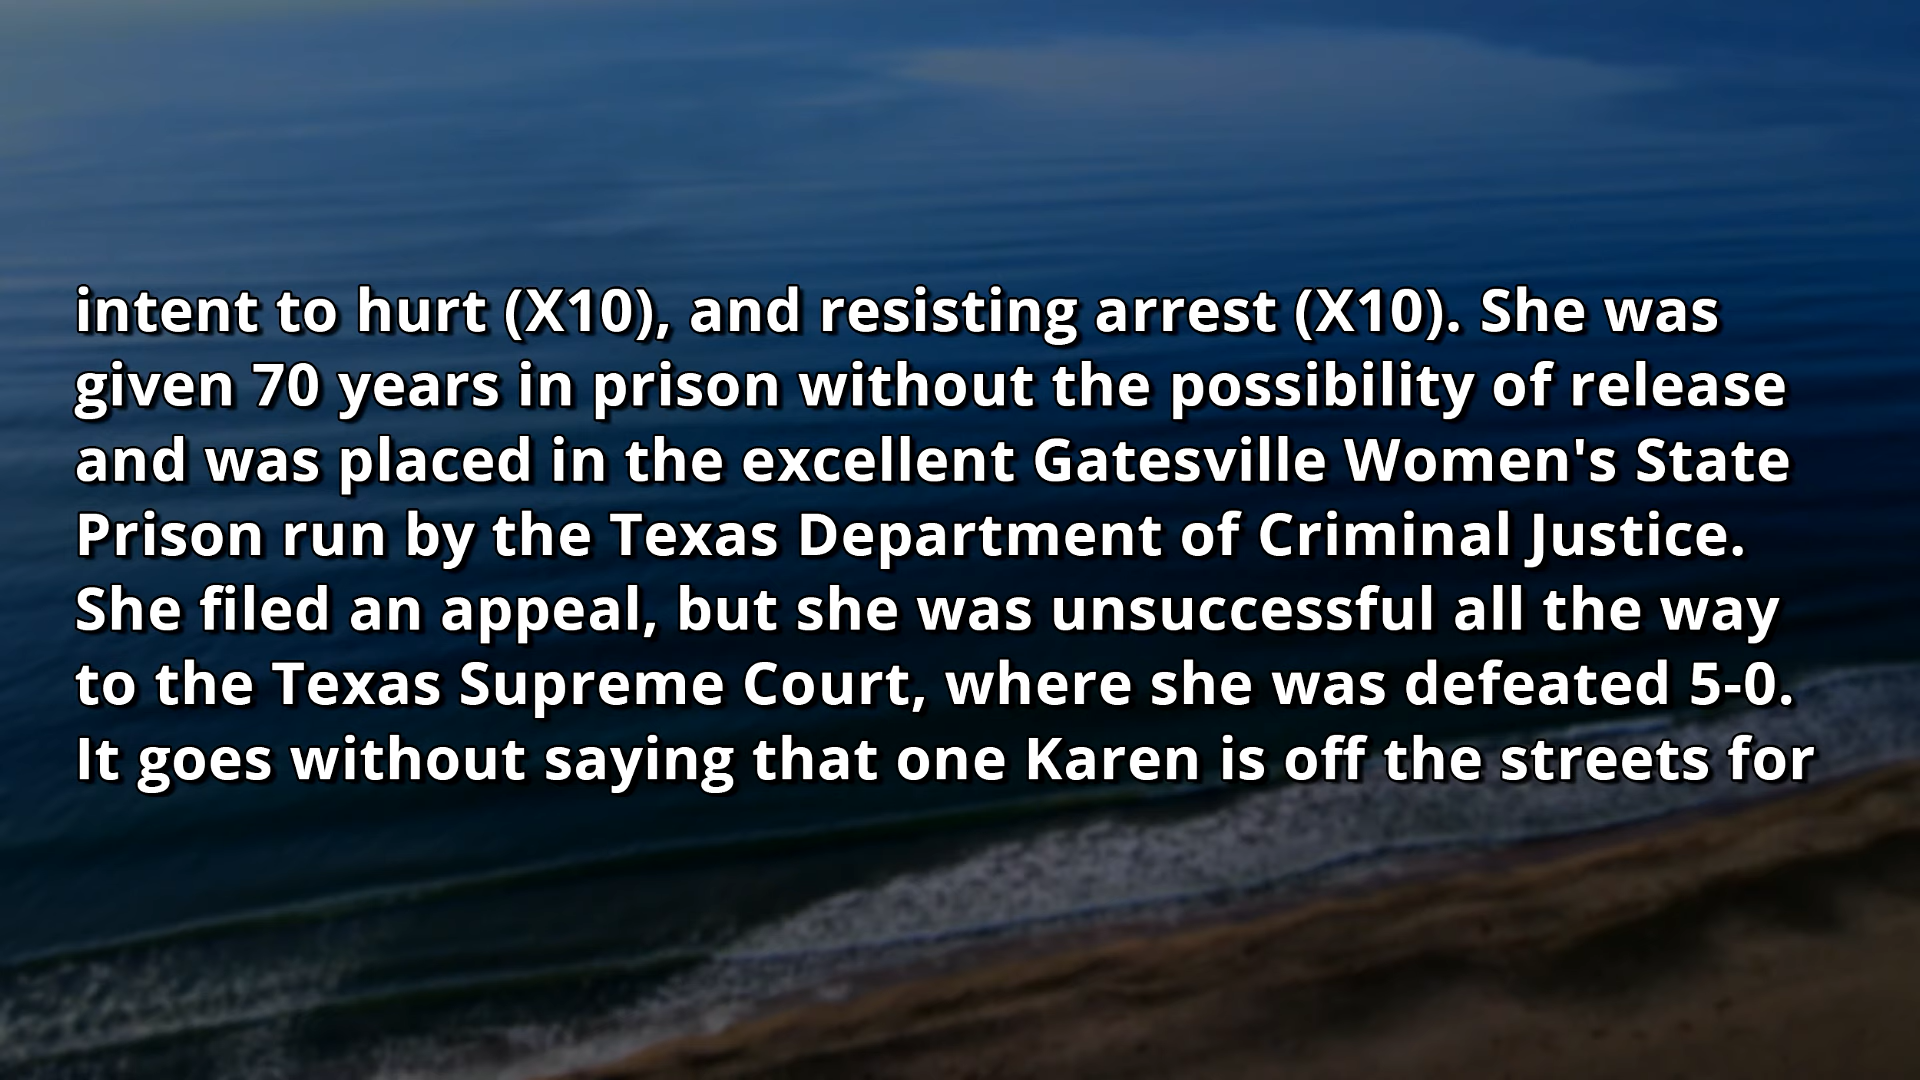 intent to hurt (X10), and resisting arrest (X10). She was
given 70 years in prison without the possibility of release
and was placed in the excellent Gatesville Women's State
Prison run by the Texas Department of Criminal Justice.
She filed an appeal, but she was unsuccessful all the way
to the Texas Supreme Court, where she was defeated 5-0.
It goes without saying that one Karen is off the streets for